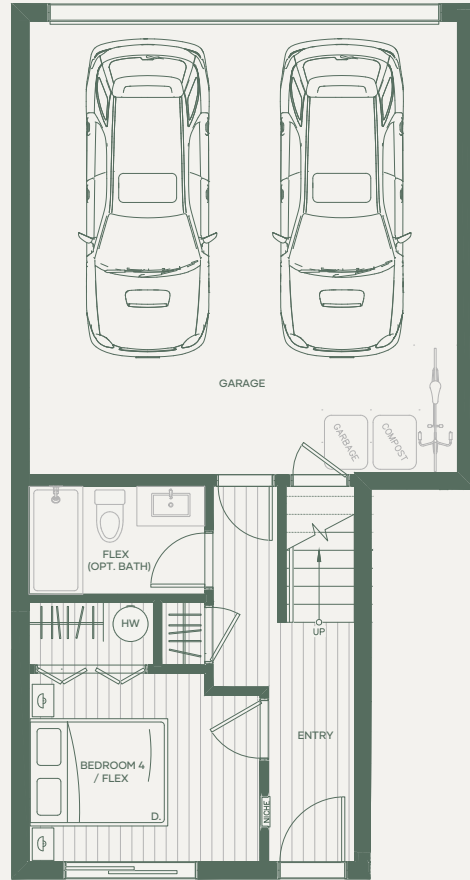 GARAGE
GARBAGE
COMPOST
FLEX
(OPT. BATH)
HW
UP
ENTRY
BEDROOM 4
/ FLEX
NICHE
D.